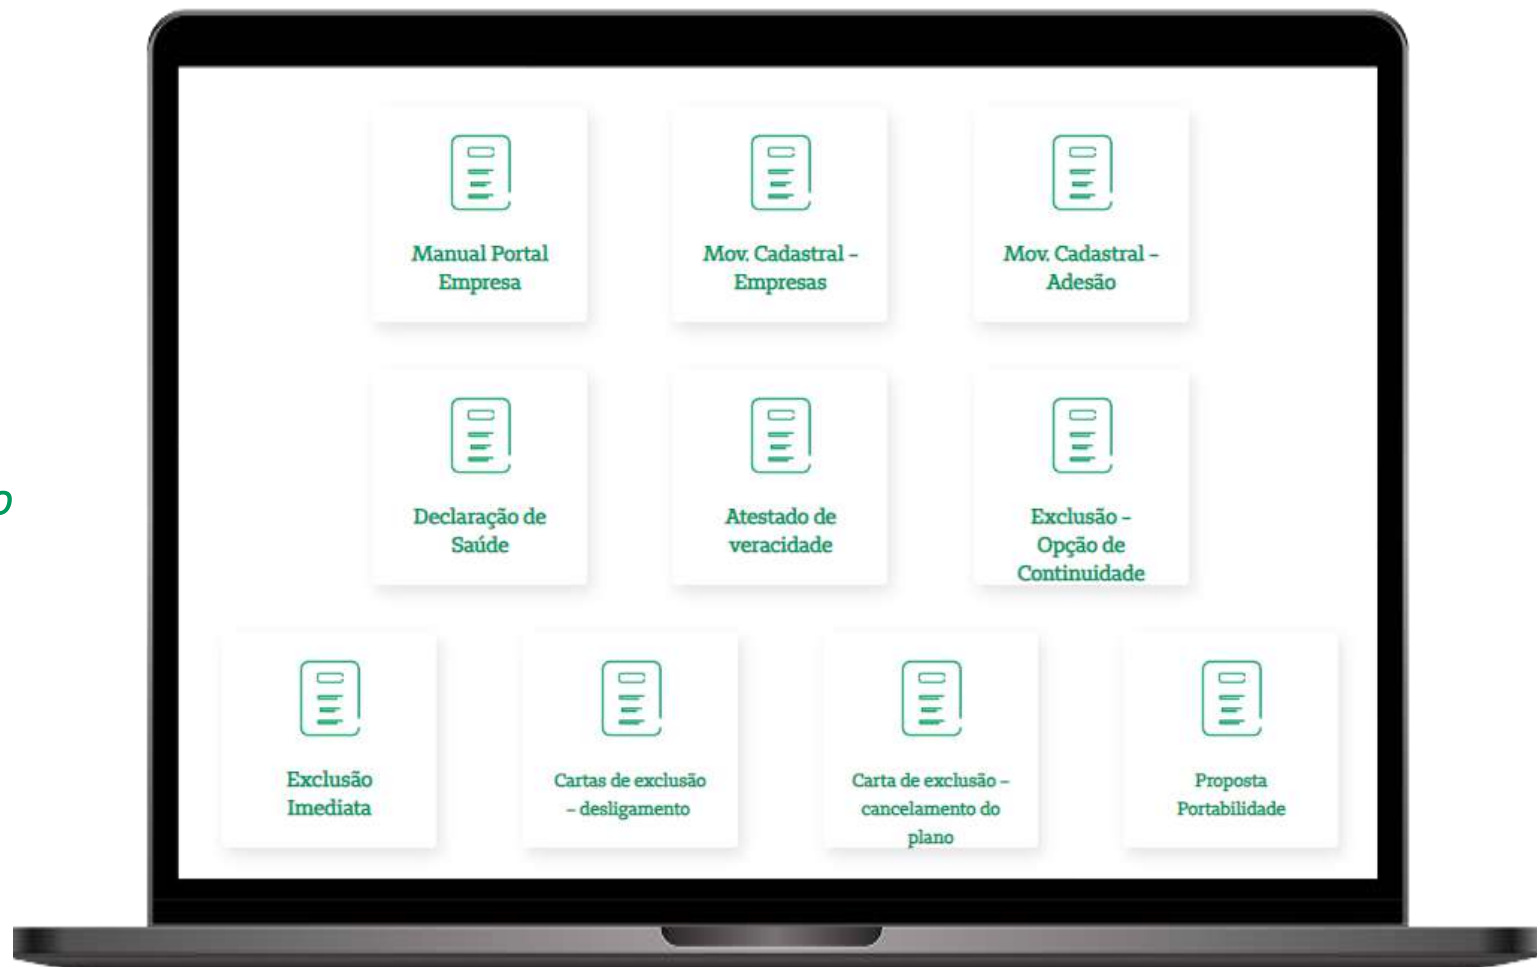 Manual Portal
Empresa
Mov. Cadastral –
Empresas
Mov. Cadastral –
Adesão
Declaração de
Saúde
Atestado de
veracidade
Exclusão –
Opção de
Continuidade
Exclusão
Imediata
Cartas de exclusão
– desligamento
Carta de exclusão –
cancelamento do
plano
Proposta
Portabilidade